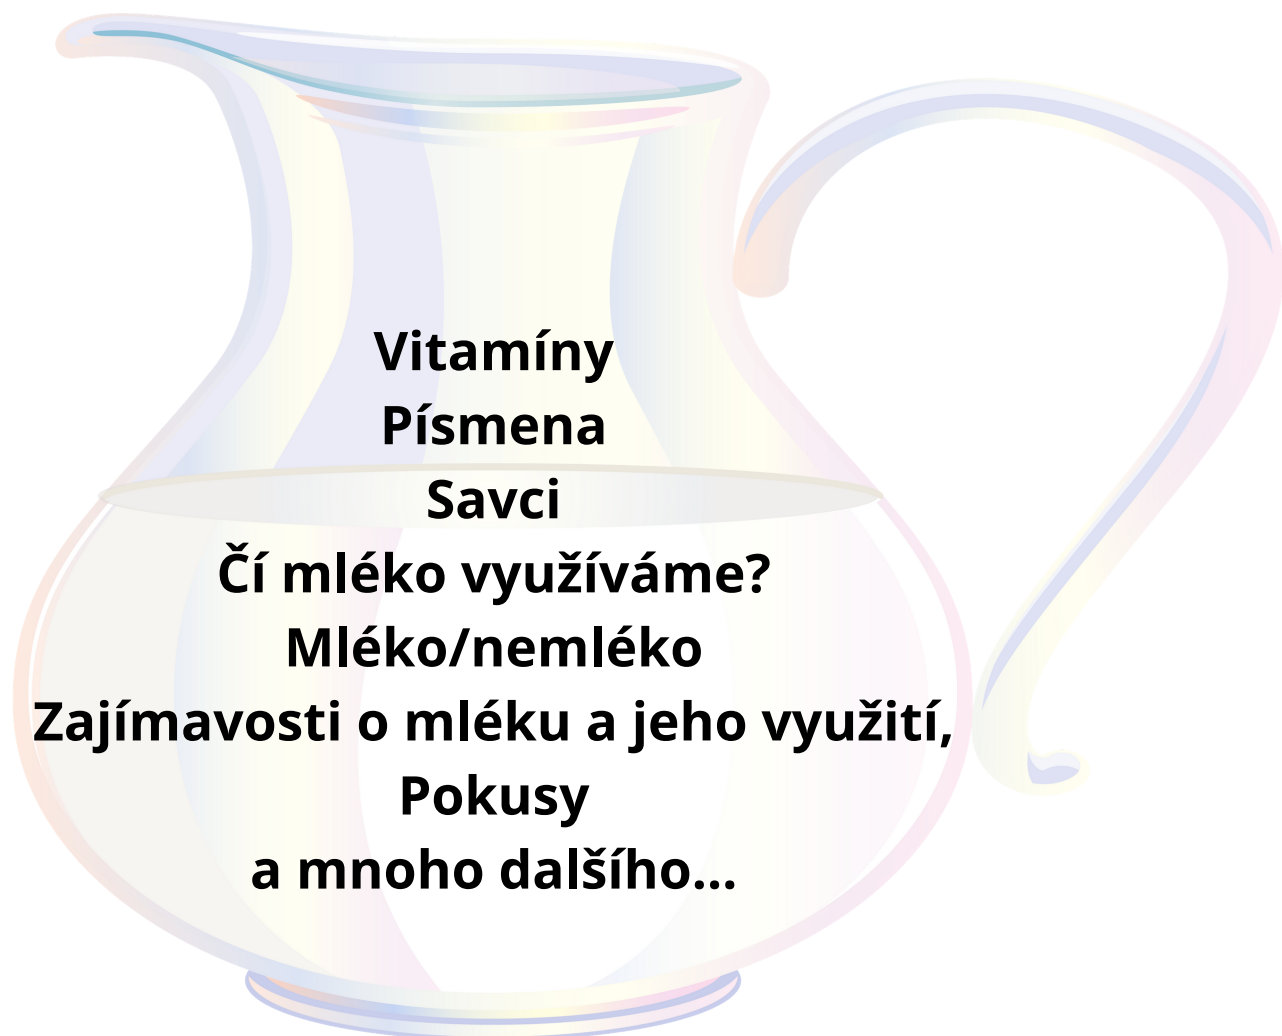 Vitamíny
Písmena
Savci
Čí mléko využíváme?
Mléko/nemléko
Zajímavosti o mléku a jeho využití,
Pokusy
a mnoho dalšího...